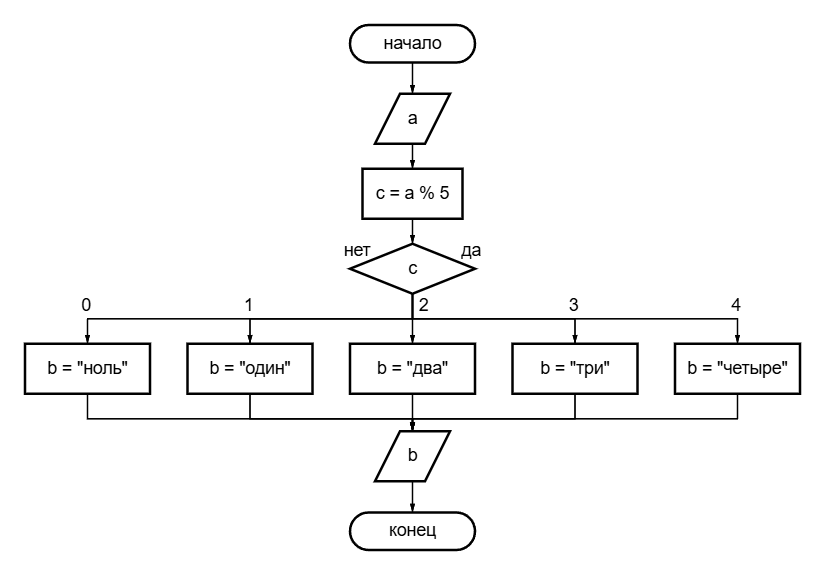 начало
a
c = a % 5
нет
да
c
0
1
2
3
4
b = "ноль"
b = "один"
b = "два"
b = "три"
b = "четыре"
b
конец